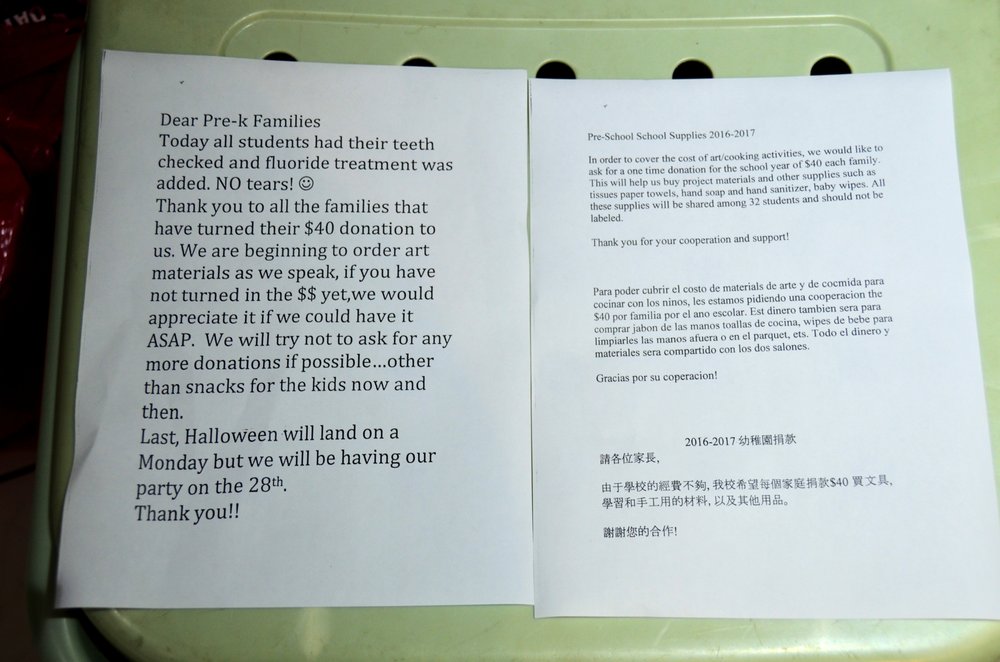 Dear Pre-k Families
Today all students had their teeth
checked and fluoride treatment was
added. NO tears! ☺
Thank you to all the families that
have turned their $40 donation to
us. We are beginning to order art
materials as we speak, if you have
not turned in the $$ yet,we would
appreciate it if we could have it
ASAP. We will try not to ask for any
more donations if possible...other
than snacks for the kids now and
then.
Last, Halloween will land on a
Monday but we will be having our
party on the 28th.
Thank you!!
Pre-School School Supplies 2016-2017
In order to cover the cost of art/cooking activities, we would like to
ask for a one time donation for the school year of $40 each family.
This will help us buy project materials and other supplies such as
tissues paper towels, hand soap and hand sanitizer, baby wipes. All
these supplies will be shared among 32 students and should not be
labeled.
Thank you for your cooperation and support!
Para poder cubrir el costo de materials de arte y de cocmida para
cocinar con los ninos, les estamos pidiendo una cooperacion the
$40 por familia por el ano escolar. Est dinero tambien sera para
comprar jabon de las manos toallas de cocina, wipes de bebe para
limpiarles las manos afuera o en el parquet, ets. Todo el dinero y
materiales sera compartido con los dos salones.
Gracias por su coperacion!
2016-2017 幼稚園捐款
請各位家長,
由于學校的經費不夠, 我校希望每個家庭捐款$40 買文具,
學習和手工用的材料, 以及其他用品。
謝謝您的合作!